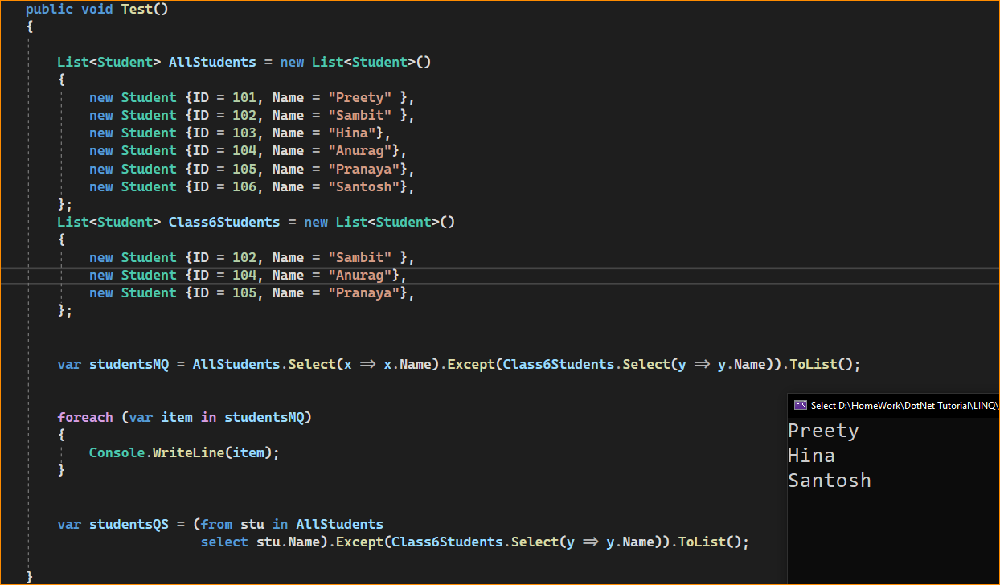 public void Test()
{
List<Student> AllStudents = new List<Student>()
{
new Student {ID = 101, Name = "Preety" },
new Student {ID = 102, Name = "Sambit" },
new Student {ID = 103, Name = "Hina"},
new Student {ID = 104, Name = "Anurag"},
new Student {ID = 105, Name = "Pranaya"},
new Student {ID = 106, Name = "Santosh"},
};
List<Student> Class6Students = new List<Student>()
{
new Student {ID = 102, Name = "Sambit" },
new Student {ID = 104, Name = "Anurag"},
new Student {ID = 105, Name = "Pranaya"},
};
var studentsMQ = AllStudents.Select(x => x.Name).Except(Class6Students.Select(y => y.Name)).ToList();
foreach (var item in studentsMQ)
{
Console.WriteLine(item);
}
var studentsQS = (from stu in AllStudents
select stu.Name).Except(Class6Students.Select(y => y.Name)).ToList();
}
Select D:\HomeWork\DotNet Tutorial\LINQ\
Preety
Hina
Santosh